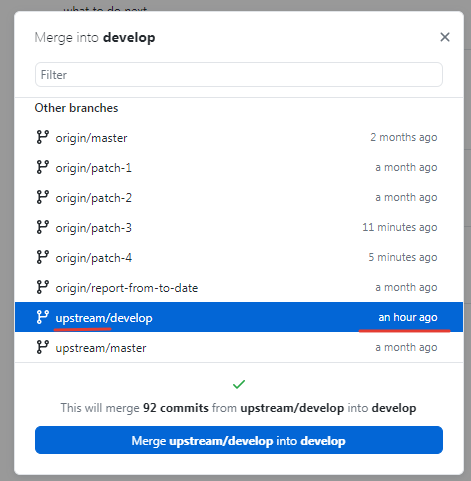 what to do next
Merge into develop
Filter
Other branches
origin/master 2 months ago
origin/patch-1 a month ago
origin/patch-2 a month ago
origin/patch-3 11 minutes ago
origin/patch-4 5 minutes ago
origin/report-from-to-date a month ago
upstream/develop an hour ago
upstream/master a month ago
This will merge 92 commits from upstream/develop into develop
Merge upstream/develop into develop